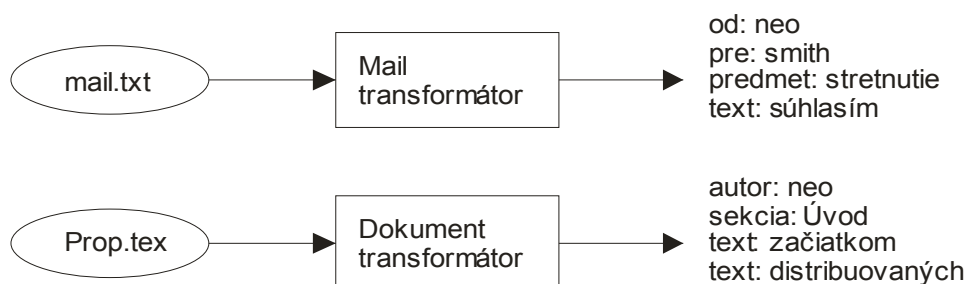 mail.txt
Mail
transformátor
od: neo
pre: smith
predmet: stretnutie
text: súhlasím
Prop.tex
Dokument
transformátor
autor: neo
sekcia: Úvod
text: začiatkom
text: distribuovaných